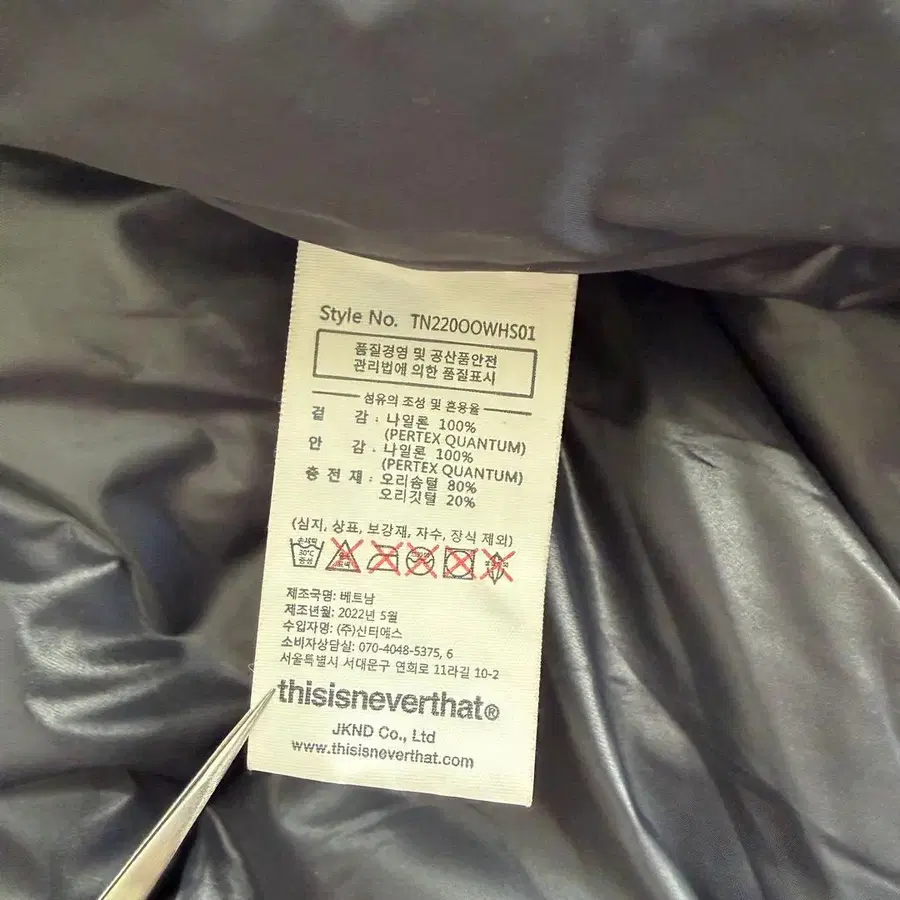 Style No. TN220OOWHS01
품질경영 및 공산품안전
관리법에 의한 품질표시
섬유의 조성 및 혼용율
겉 감 : 나일론 100%
(PERTEX QUANTUM)
안 감 : 나일론 100%
(PERTEX QUANTUM)
충 전 재 : 오리솜털 80%
오리깃털 20%
(심지, 상표, 보강재, 자수, 장식 제외)
손세탁
30℃
중성
제조국명: 베트남
제조년월: 2022년 5월
수입자명: (주)신티에스
소비자상담실: 070-4048-5375, 6
서울특별시 서대문구 연희로 11라길 10-2
thisisneverthat®
JKND Co., Ltd
www.thisisneverthat.com